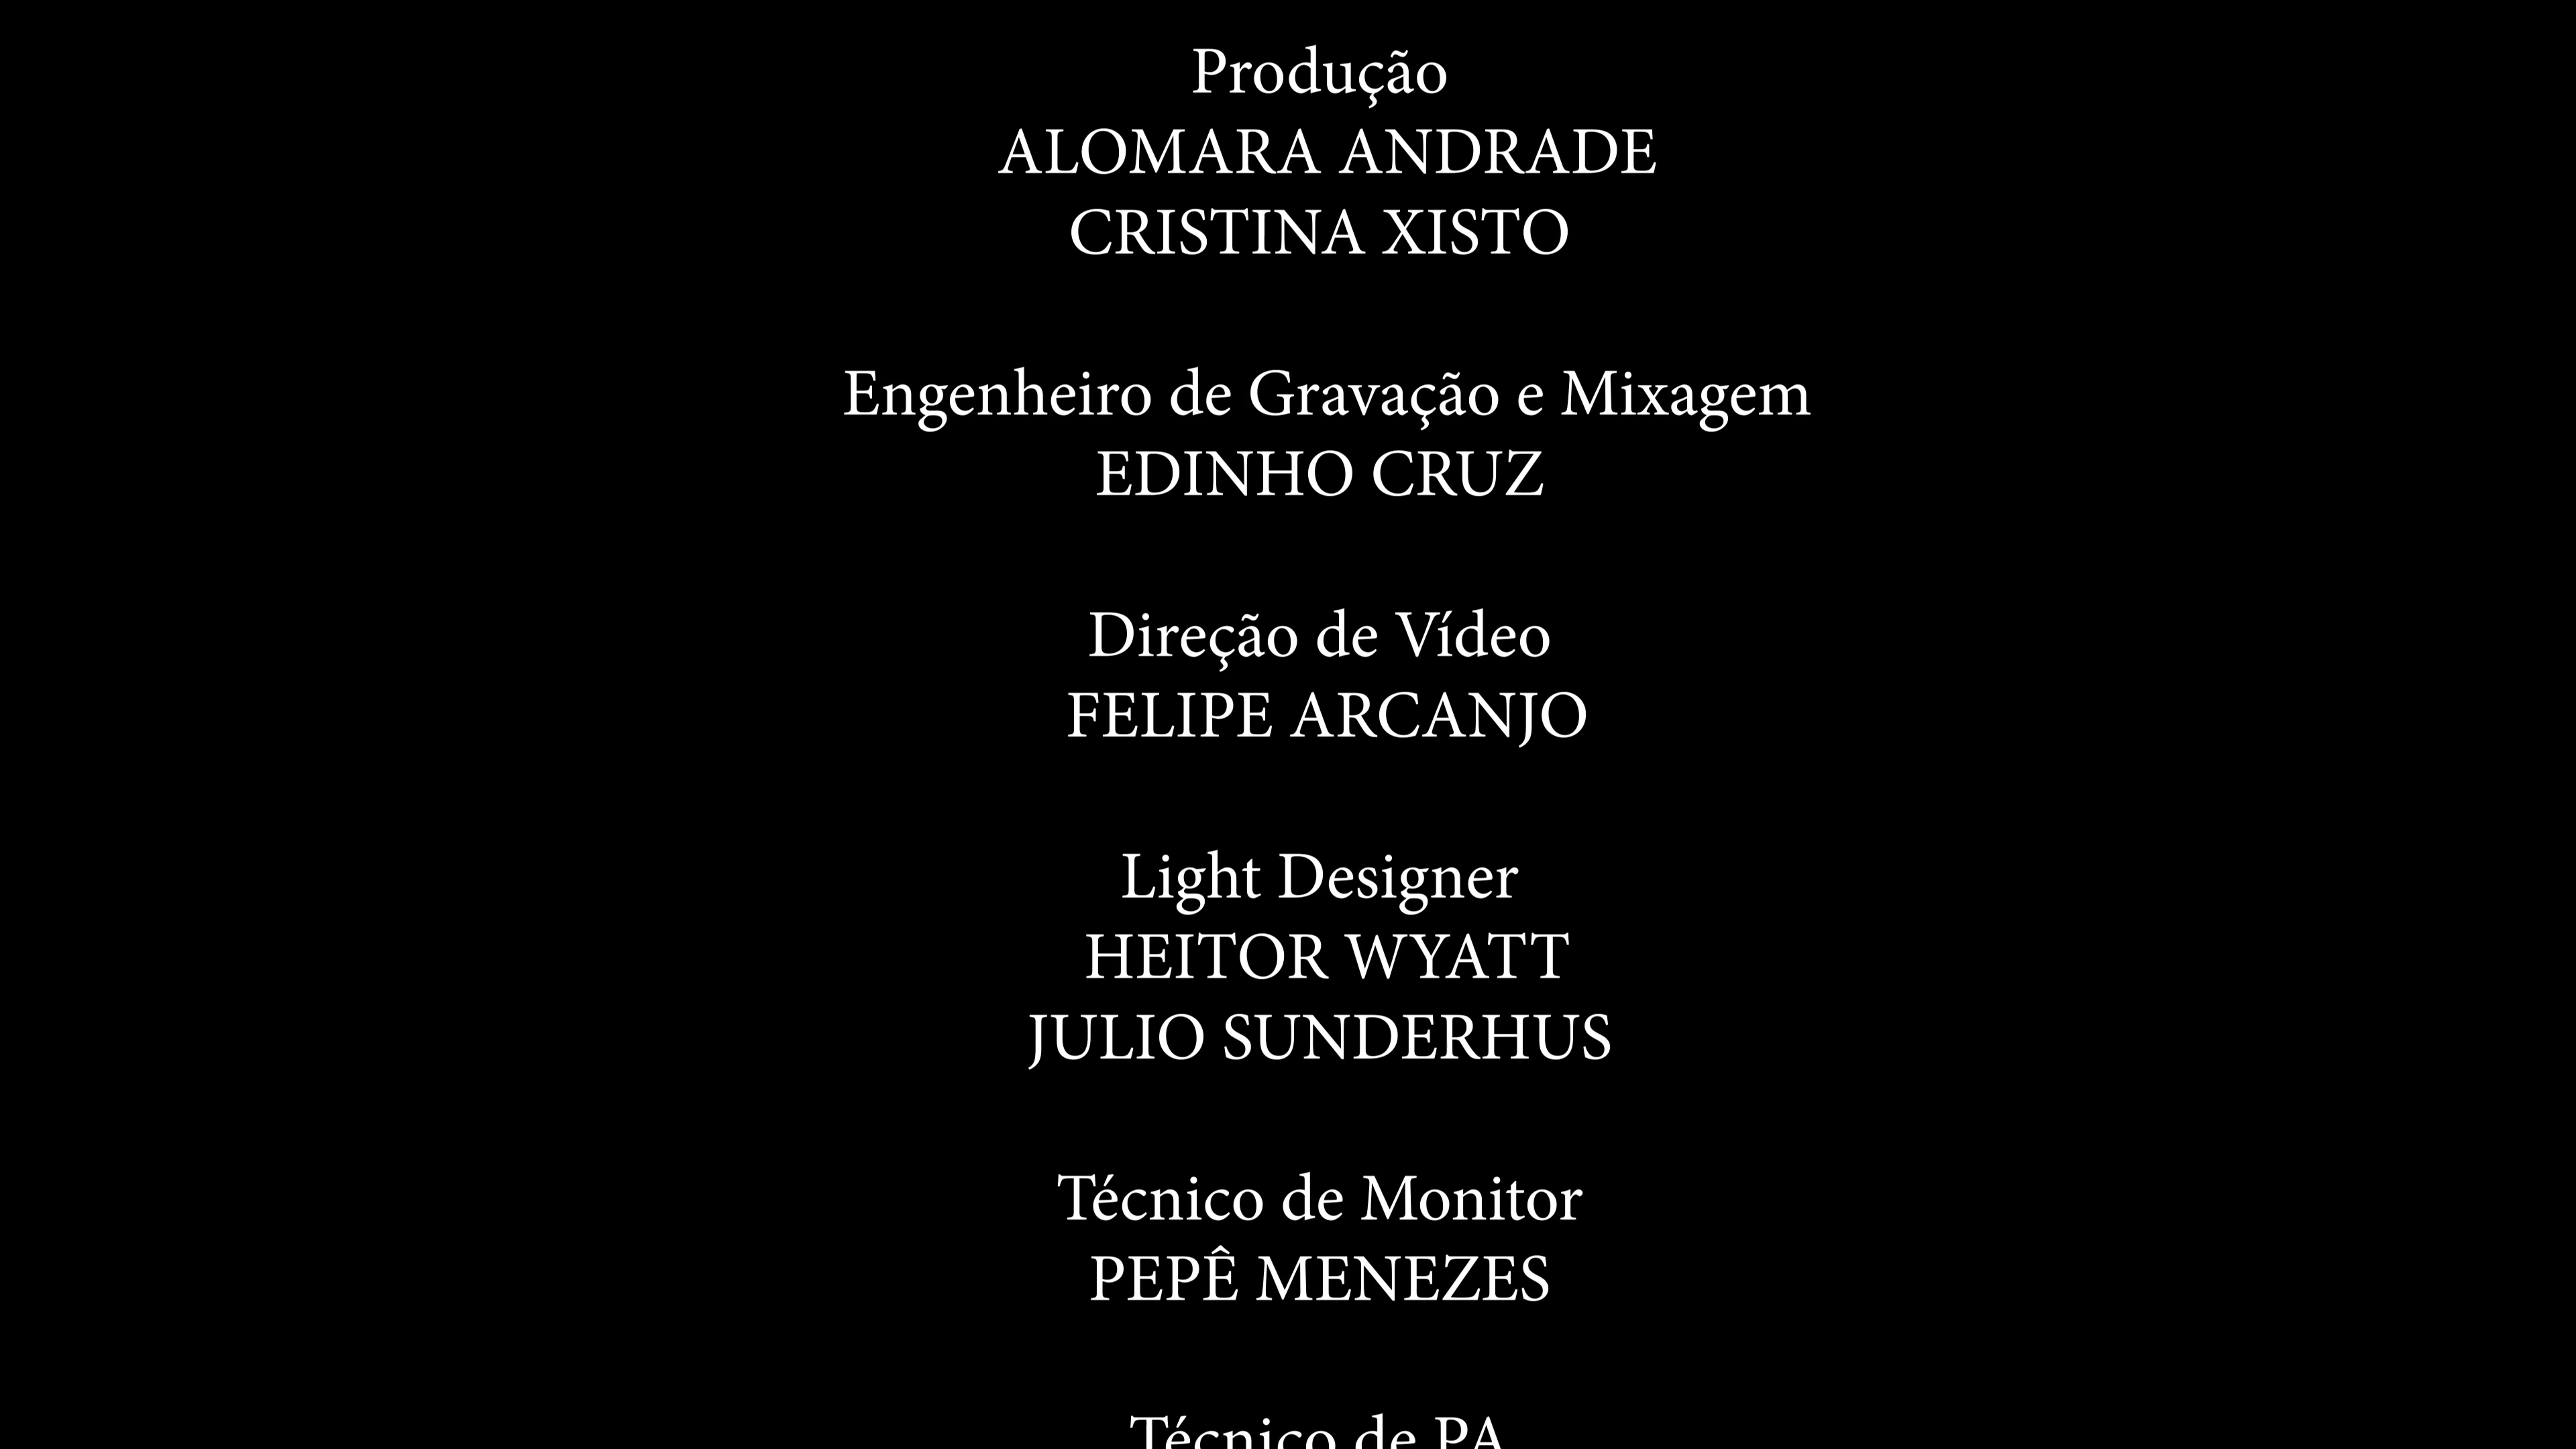 Produção
ALOMARA ANDRADE
CRISTINA XISTO
Engenheiro de Gravação e Mixagem
EDINHO CRUZ
Direção de Vídeo
FELIPE ARCANJO
Light Designer
HEITOR WYATT
JULIO SUNDERHUS
Técnico de Monitor
PEPÊ MENEZES
Técnico de PA